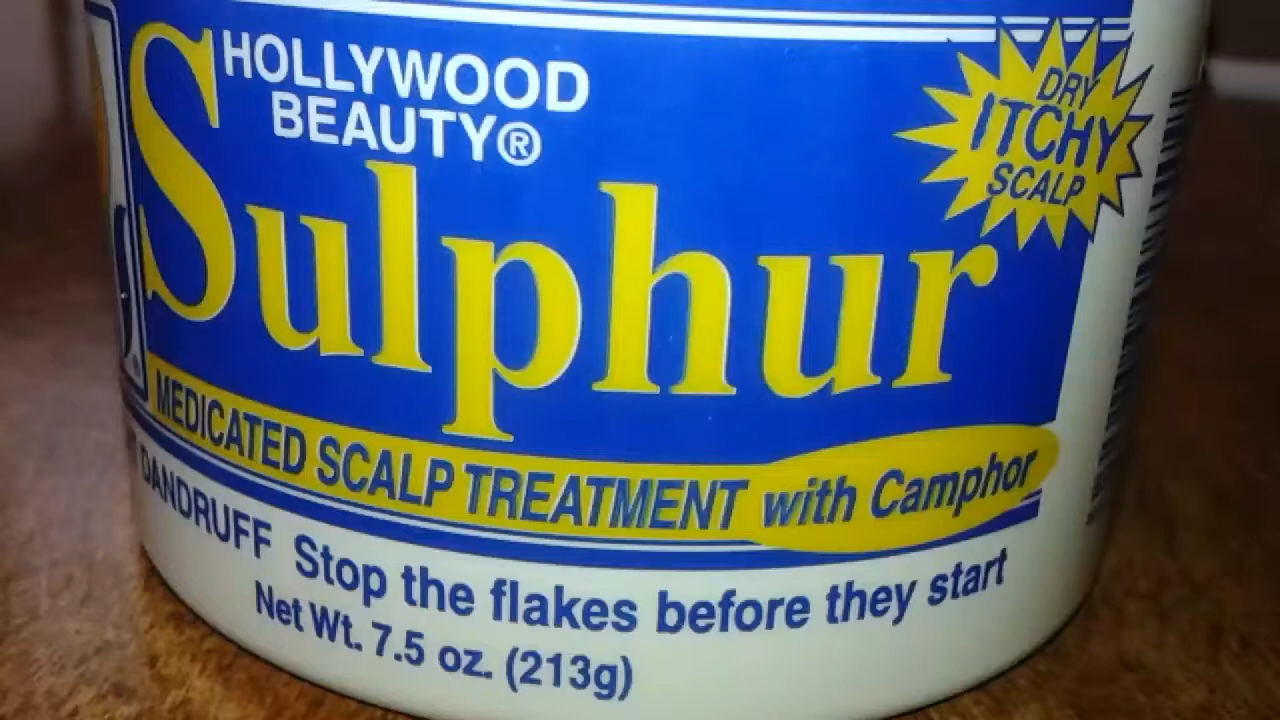 HOLLYWOOD
BEAUTY®
Sulphur
DRY
ITCHY
SCALP
MEDICATED SCALP TREATMENT with Camphor
DANDRUFF Stop the flakes before they start
Net Wt. 7.5 oz. (213g)